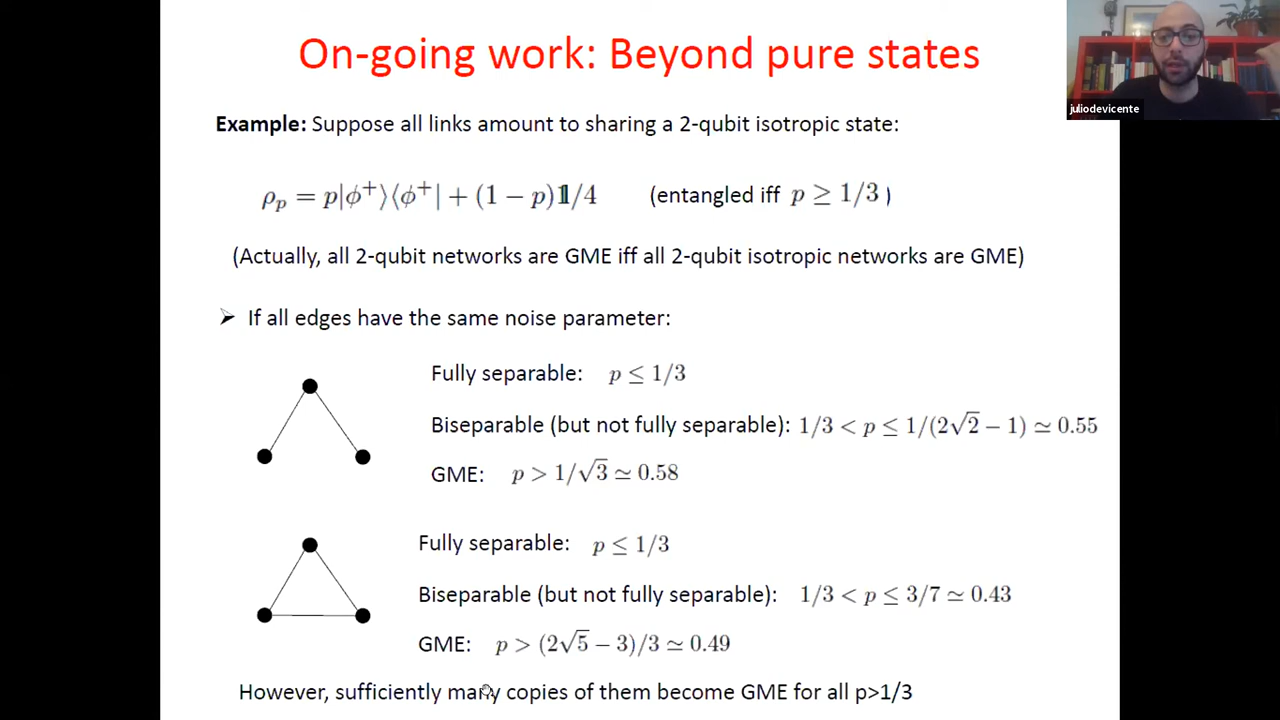 On-going work: Beyond pure states
juliodevicente
Example: Suppose all links amount to sharing a 2-qubit isotropic state:
ρ_p = p|ϕ⁺⟩⟨ϕ⁺| + (1 − p)𝟙/4 (entangled iff p ≥ 1/3 )
(Actually, all 2-qubit networks are GME iff all 2-qubit isotropic networks are GME)
➢ If all edges have the same noise parameter:
Fully separable: p ≤ 1/3
Biseparable (but not fully separable): 1/3 < p ≤ 1/(2√2 − 1) ≃ 0.55
GME: p > 1/√3 ≃ 0.58
Fully separable: p ≤ 1/3
Biseparable (but not fully separable): 1/3 < p ≤ 3/7 ≃ 0.43
GME: p > (2√5 − 3)/3 ≃ 0.49
However, sufficiently many copies of them become GME for all p>1/3